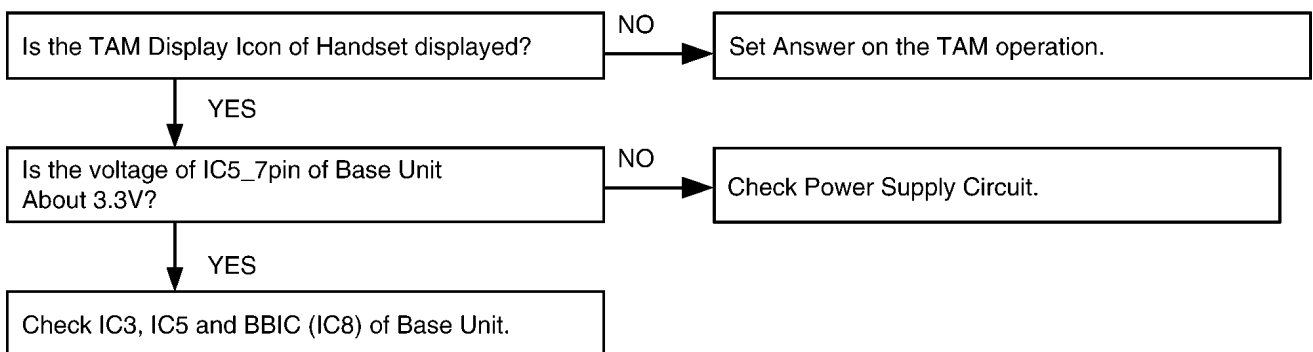 Is the TAM Display Icon of Handset displayed?
NO
Set Answer on the TAM operation.
YES
Is the voltage of IC5_7pin of Base Unit
About 3.3V?
NO
Check Power Supply Circuit.
YES
Check IC3, IC5 and BBIC (IC8) of Base Unit.